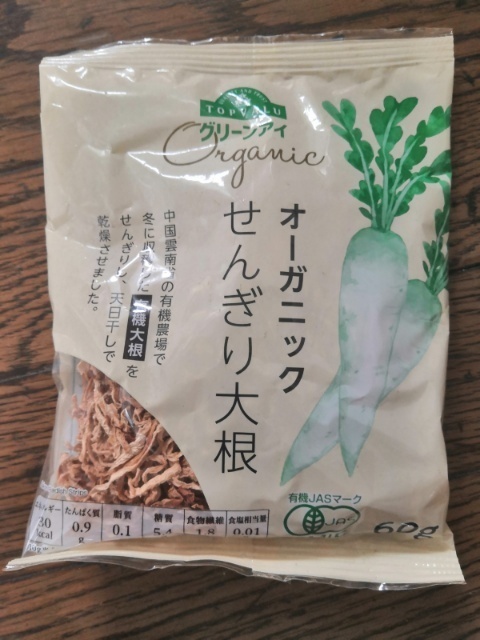 TOPVALU
グリーンアイ
Organic
オーガニック
せんぎり大根
中国雲南の有機農場で
冬に収した有機大根を
せんぎりし、天日干しで
乾燥させました。
有機JASマーク
JAS
60g
たんぱく質 脂質 糖質 食物繊維 食塩相当量
kcal 0.9 0.1 1.8 0.01
g